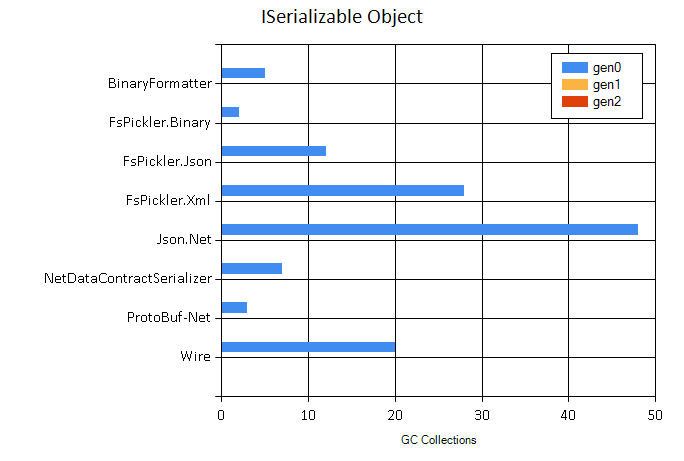 ISerializable Object
gen0
gen1
gen2
BinaryFormatter
FsPickler.Binary
FsPickler.Json
FsPickler.Xml
Json.Net
NetDataContractSerializer
ProtoBuf-Net
Wire
0 10 20 30 40 50
GC Collections